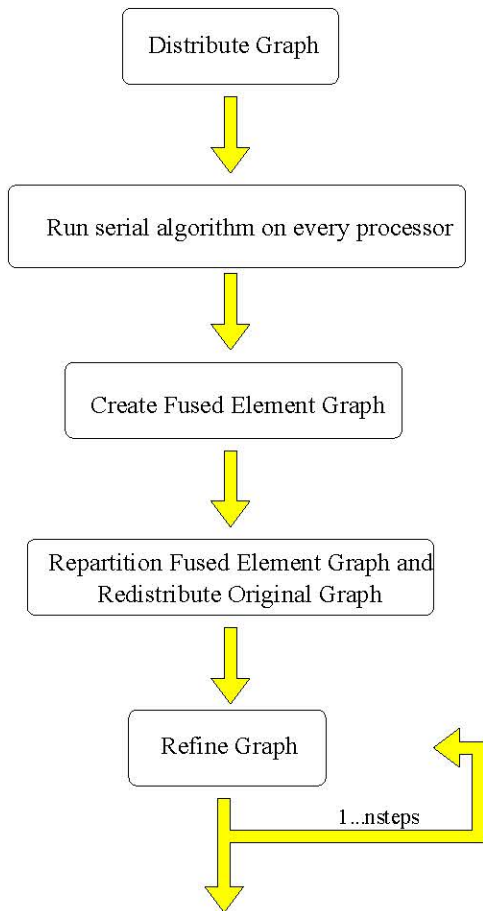 Distribute Graph
Run serial algorithm on every processor
Create Fused Element Graph
Repartition Fused Element Graph and
Redistribute Original Graph
Refine Graph
1...nsteps